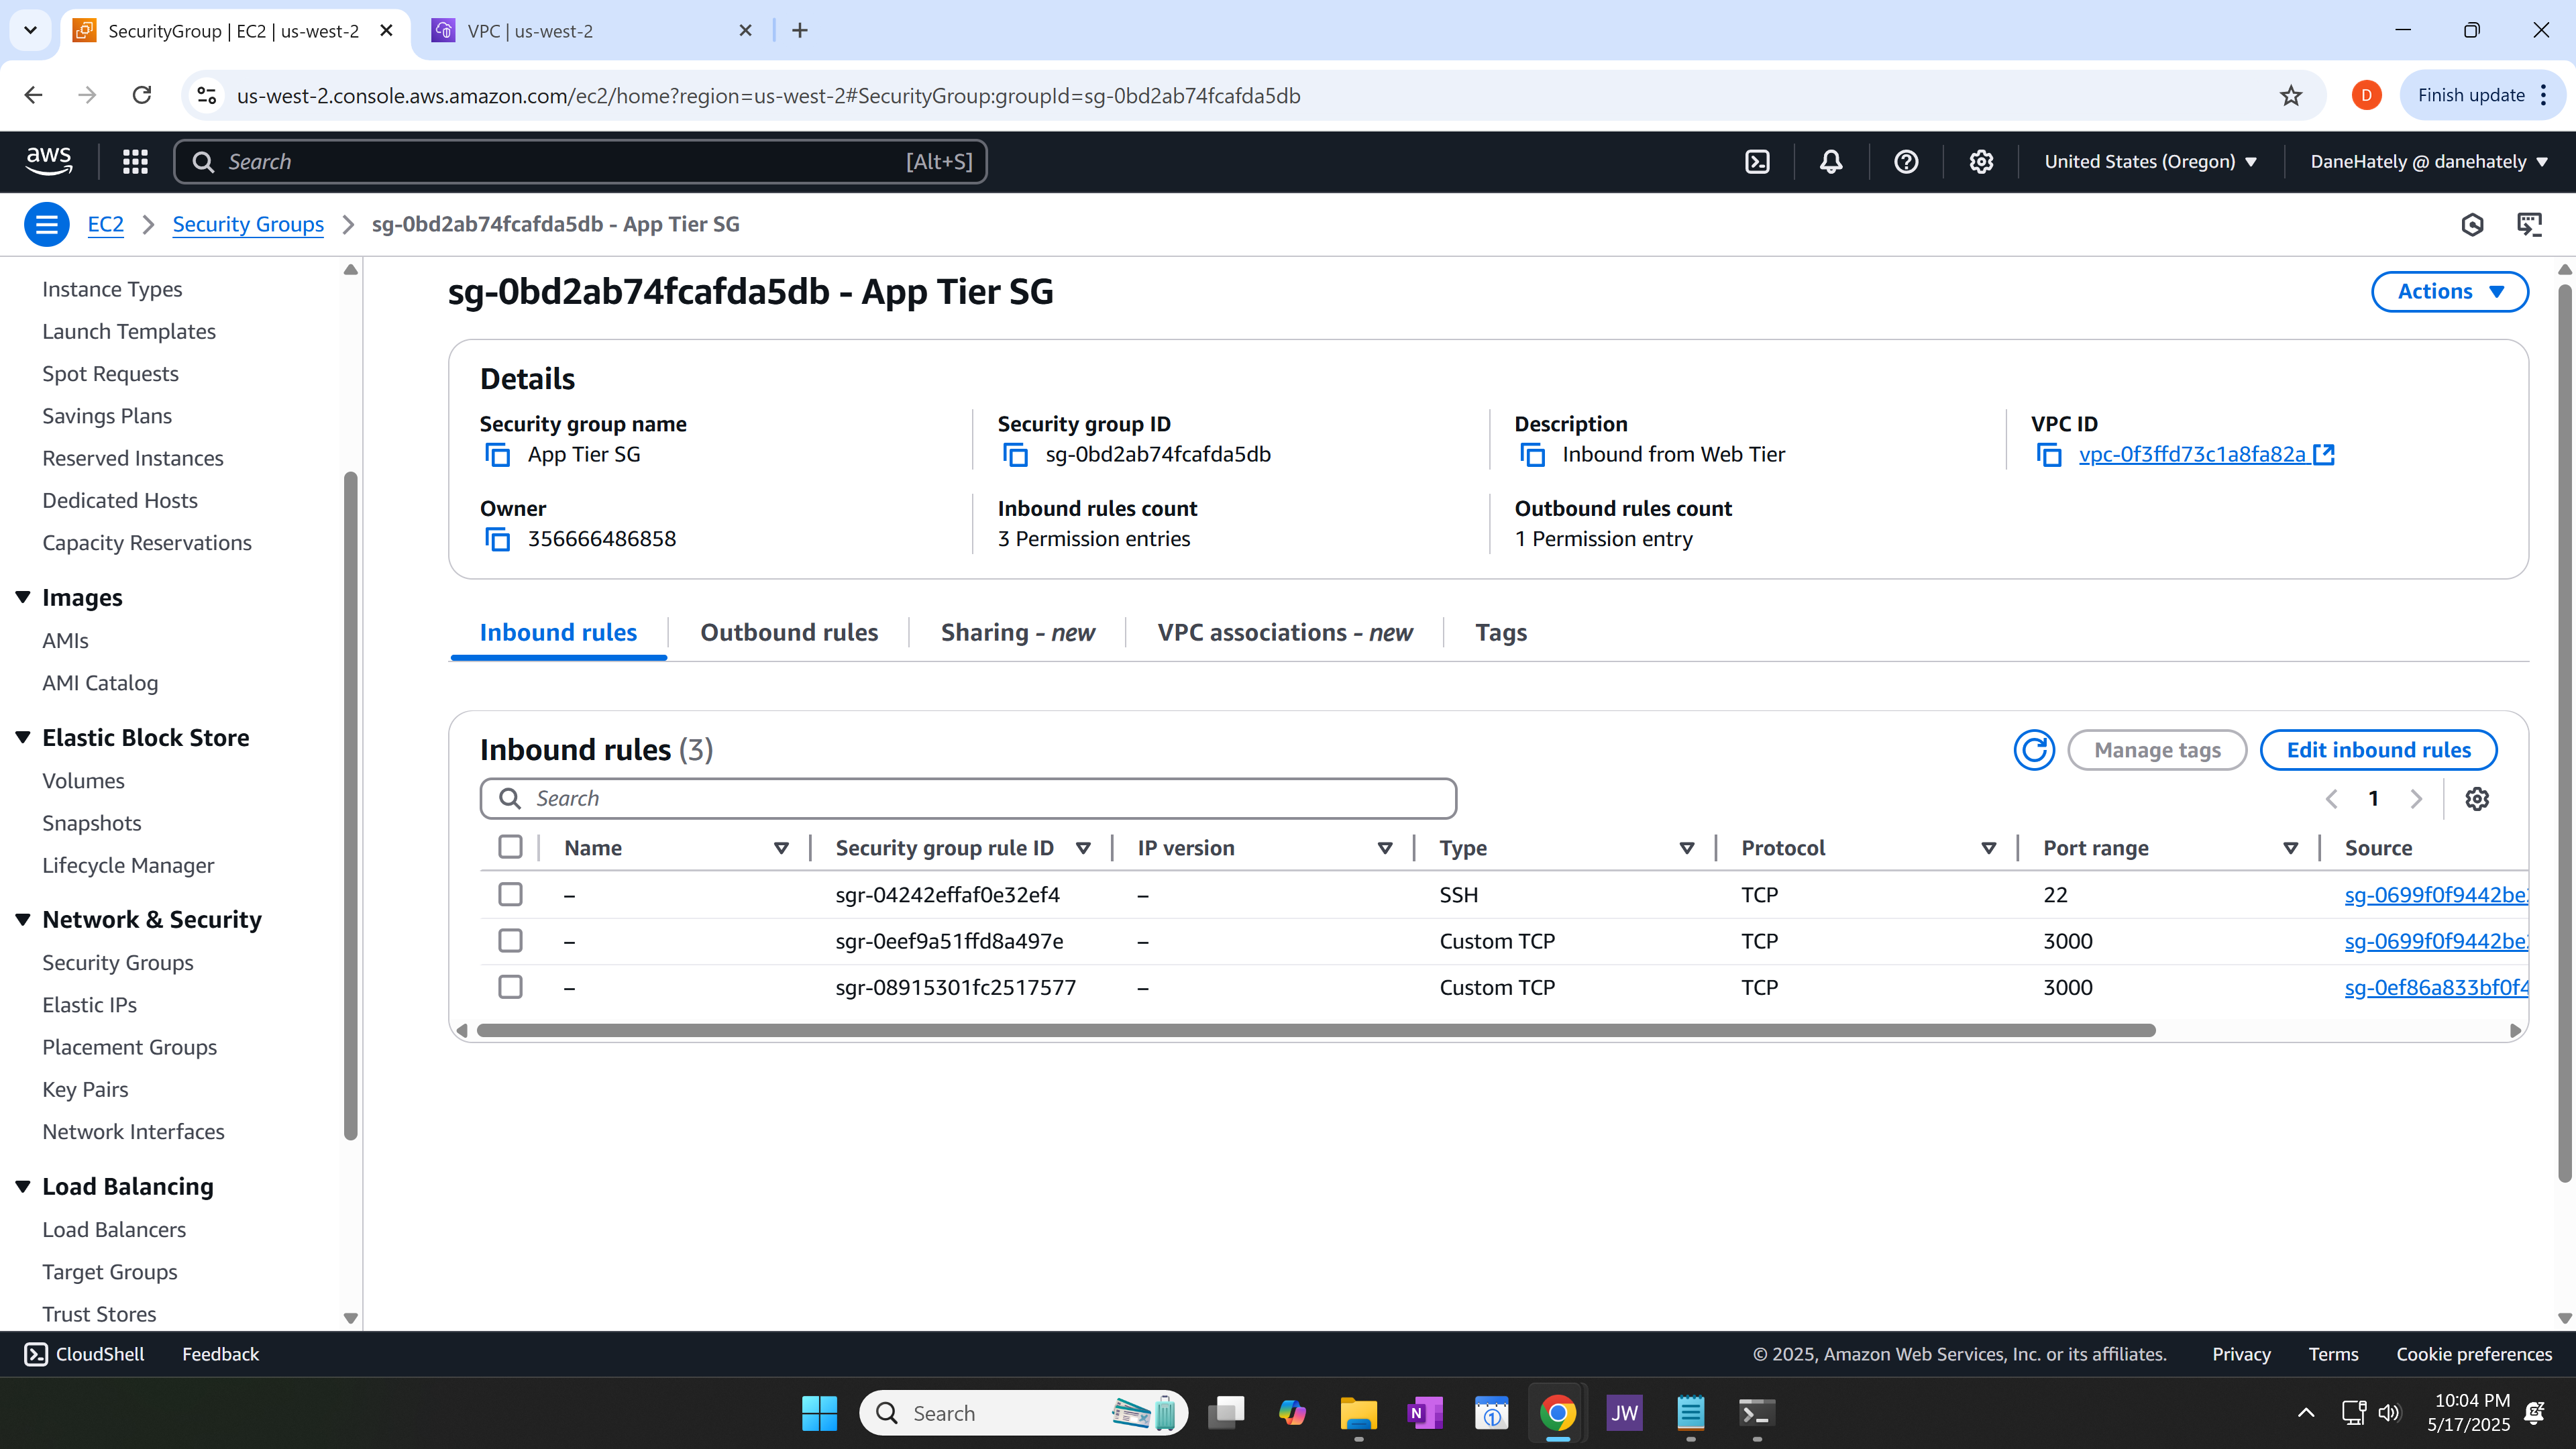 SecurityGroup | EC2 | us-west-2
VPC | us-west-2
us-west-2.console.aws.amazon.com/ec2/home?region=us-west-2#SecurityGroup:groupId=sg-0bd2ab74fcafda5db
D
Finish update
aws
Search
[Alt+S]
United States (Oregon)
DaneHately @ danehately
EC2
Security Groups
sg-0bd2ab74fcafda5db - App Tier SG
Instance Types
Launch Templates
Spot Requests
Savings Plans
Reserved Instances
Dedicated Hosts
Capacity Reservations
Images
AMIs
AMI Catalog
Elastic Block Store
Volumes
Snapshots
Lifecycle Manager
Network & Security
Security Groups
Elastic IPs
Placement Groups
Key Pairs
Network Interfaces
Load Balancing
Load Balancers
Target Groups
Trust Stores
sg-0bd2ab74fcafda5db - App Tier SG
Actions
Details
Security group name
App Tier SG
Security group ID
sg-0bd2ab74fcafda5db
Description
Inbound from Web Tier
VPC ID
vpc-0f3ffd73c1a8fa82a
Owner
356666486858
Inbound rules count
3 Permission entries
Outbound rules count
1 Permission entry
Inbound rules
Outbound rules
Sharing - new
VPC associations - new
Tags
Inbound rules (3)
Manage tags
Edit inbound rules
Search
1
Name Security group rule ID IP version Type Protocol Port range Source
– sgr-04242effaf0e32ef4 – SSH TCP 22 sg-0699f0f9442be
– sgr-0eef9a51ffd8a497e – Custom TCP TCP 3000 sg-0699f0f9442be
– sgr-08915301fc2517577 – Custom TCP TCP 3000 sg-0ef86a833bf0f4
CloudShell
Feedback
© 2025, Amazon Web Services, Inc. or its affiliates.
Privacy
Terms
Cookie preferences
Search
N
1
JW
10:04 PM
5/17/2025